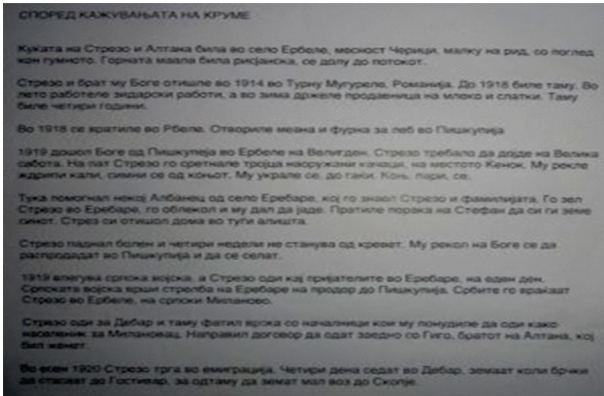 СПОРЕД КАЖУВАЊАТА НА КРУМЕ
Куќата на Стрезо и Алтана била во село Ербеле, месност Черици, малку на рид, со поглед
кон гумното. Горната маала била рисјанска, се долу до потокот.
Стрезо и брат му Боге отишле во 1914 во Турну Мугуреле, Романија. До 1918 биле таму. Во
лето работеле ѕидарски работи, а во зима држеле продавница на млеко и слатки. Таму
биле четири години.
Во 1918 се вратиле во Рбеле. Отвориле меана и фурна за леб во Пишкупија
1919 дошол Боге од Пишкупеја во Ербеле на Велигден. Стрезо требало да дојде на Велика
сабота. На пат Стрезо го сретнале тројца наоружани качаци, на местото Кенок. Му рекле
ждрипи кали, симни се од коњот. Му украле се, до гаќи. Коњ, пари, се.
Тука помогнал некој Албанец од село Еребаре, кој го знаел Стрезо и фамилијата. Го зел
Стрезо во Еребаре, го облекол и му дал да јаде. Пратиле порака на Стефан да си ги земе
синот. Стрез си отишол дома во туѓи алишта.
Стрезо паднал болен и четири недели не станува од кревет. Му рекол на Боге се да
распродадат во Пишкупија и да се селат.
1919 влегува српска војска, а Стрезо оди кај пријателите во Еребаре, на еден ден.
Српската војска врши стрелба на Еребаре на продор до Пишкупија. Србите го враќаат
Стрезо во Ербеле, на српски Миланово.
Стрезо оди за Дебар и таму фатил врска со началници кои му понудиле да оди како
населеник за Милановац. Направил договор да одат заедно со Гиго, братот на Алтана, кој
бил женет.
Во есен 1920 Стрезо трга во емиграција. Четири дена седат во Дебар, земаат коли брчки
да стасаат до Гостивар, за одтаму да земат мал воз до Скопје.